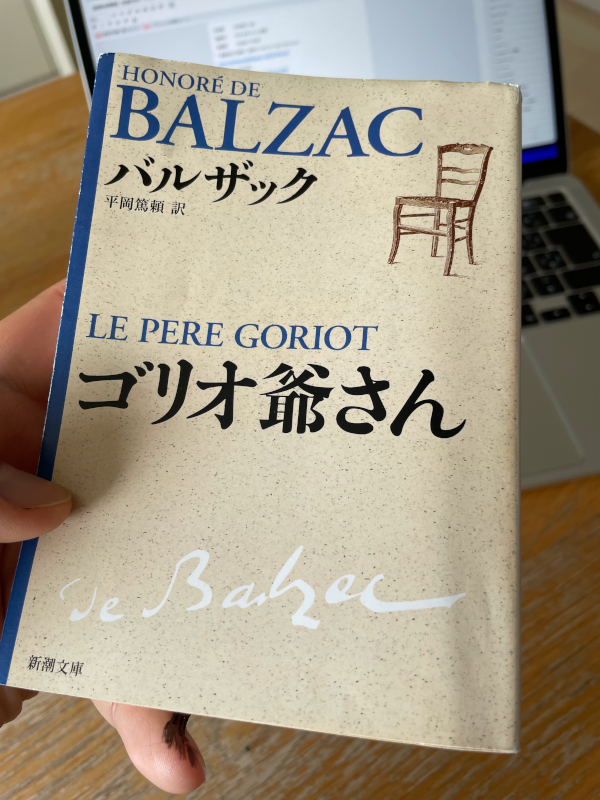 HONORÉ DE
BALZAC
バルザック
平岡篤頼 訳
LE PERE GORIOT
ゴリオ爺さん
de Balzac
新潮文庫